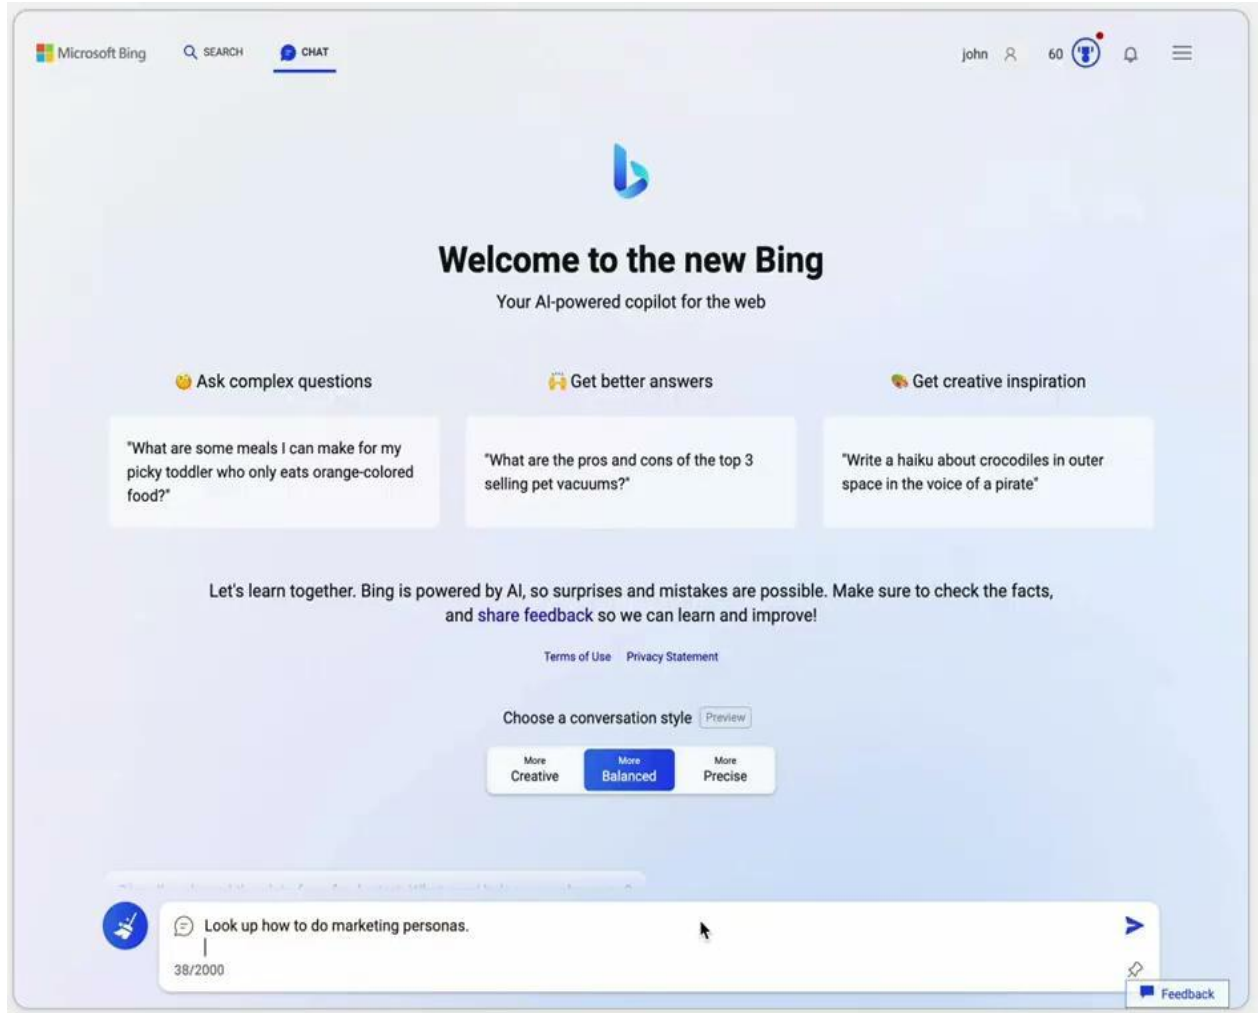 Microsoft Bing
SEARCH
CHAT
john
60
Welcome to the new Bing
Your AI-powered copilot for the web
Ask complex questions
Get better answers
Get creative inspiration
"What are some meals I can make for my
picky toddler who only eats orange-colored
food?"
"What are the pros and cons of the top 3
selling pet vacuums?"
"Write a haiku about crocodiles in outer
space in the voice of a pirate"
Let's learn together. Bing is powered by AI, so surprises and mistakes are possible. Make sure to check the facts,
and share feedback so we can learn and improve!
Terms of Use Privacy Statement
Choose a conversation style Preview
More
Creative
More
Balanced
More
Precise
Look up how to do marketing personas.
38/2000
Feedback